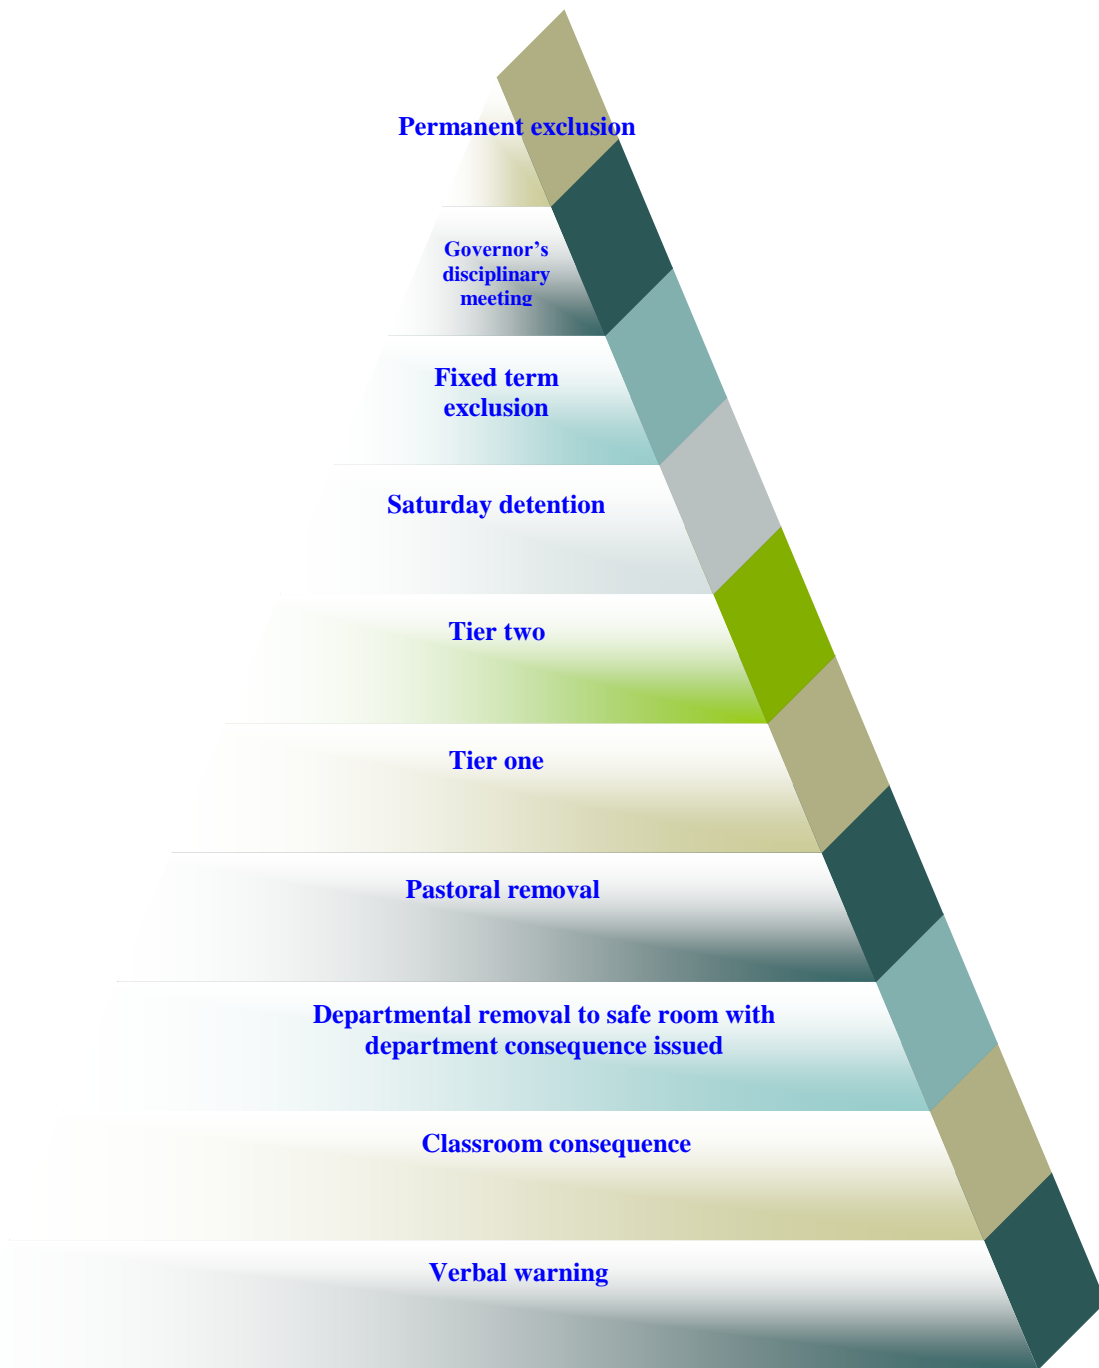 Permanent exclusion
Governor’s
disciplinary
meeting
Fixed term
exclusion
Saturday detention
Tier two
Tier one
Pastoral removal
Departmental removal to safe room with
department consequence issued
Classroom consequence
Verbal warning